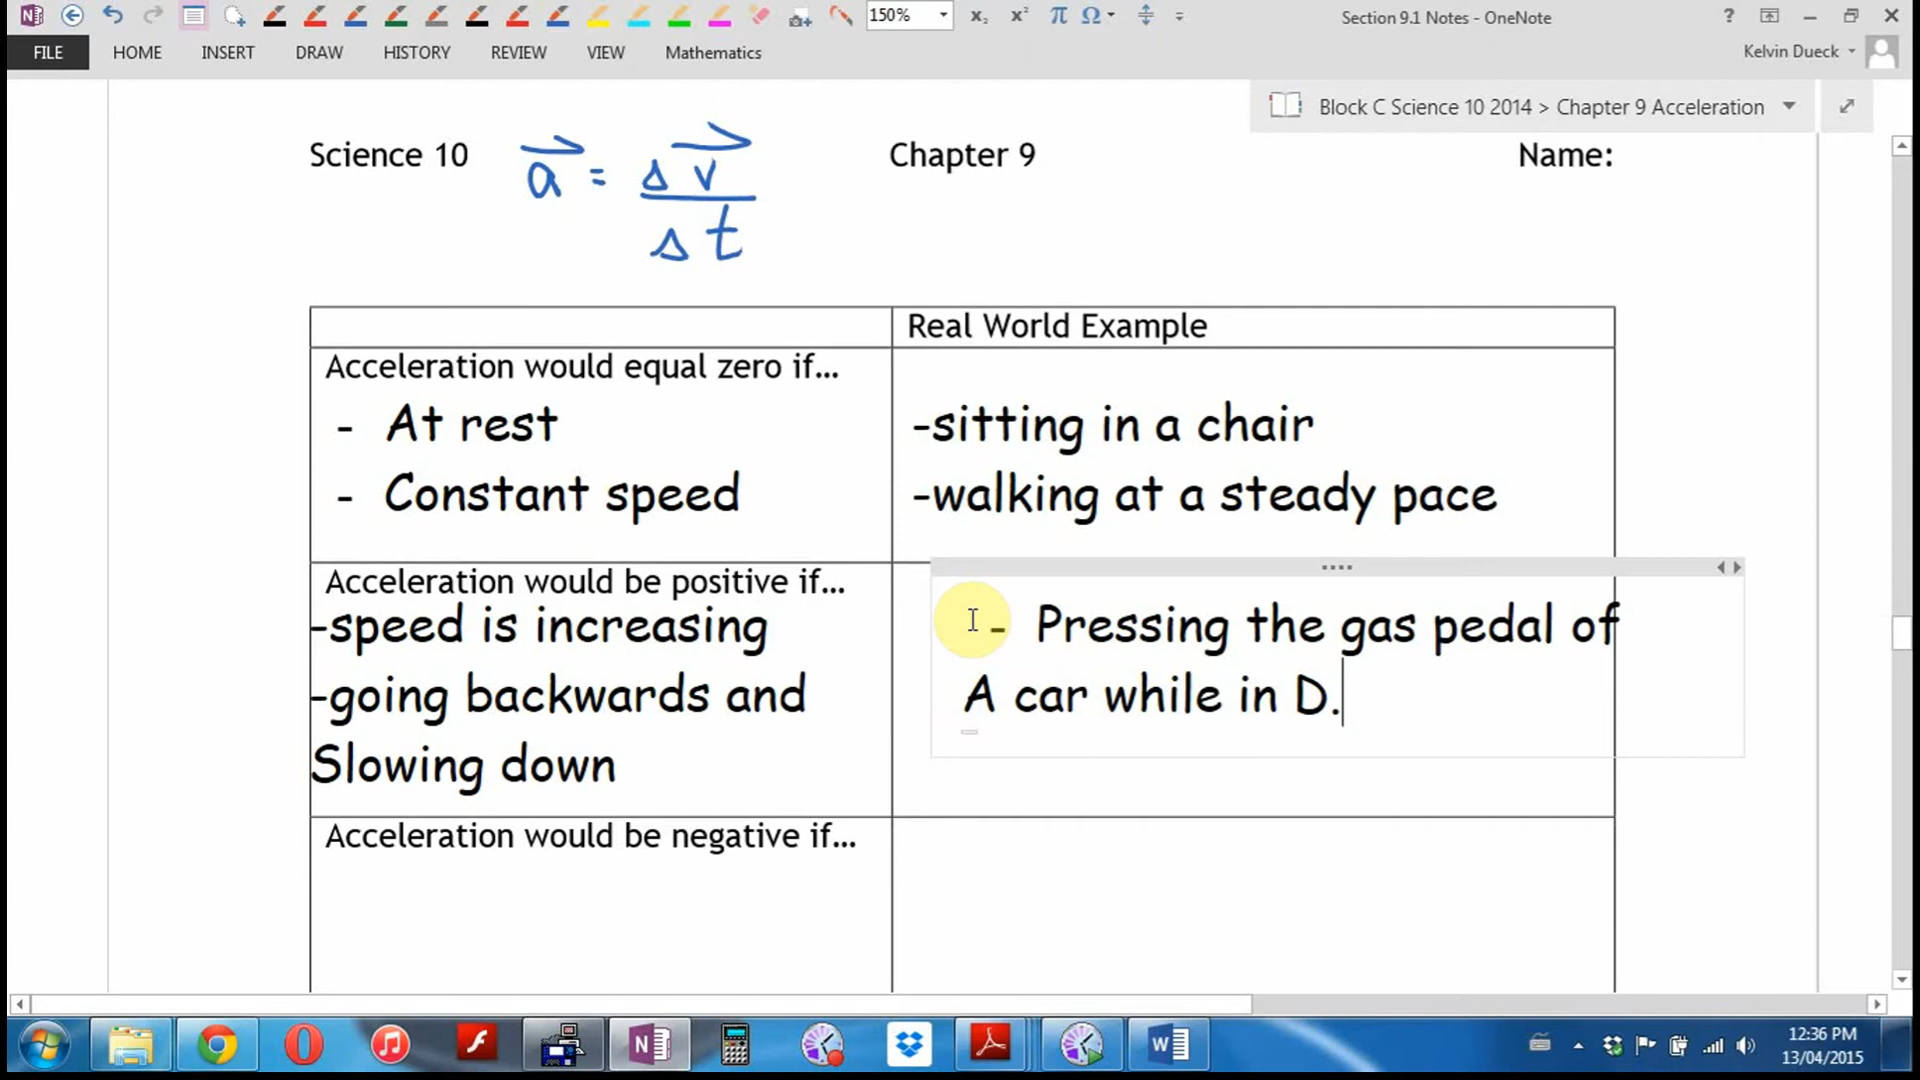 150%
x₂ x² π Ω
Section 9.1 Notes - OneNote
?
FILE HOME INSERT DRAW HISTORY REVIEW VIEW Mathematics
Kelvin Dueck
Block C Science 10 2014 > Chapter 9 Acceleration
Science 10
a = Δ v
Δ t
Chapter 9
Name:
Real World Example
Acceleration would equal zero if...
- At rest
- Constant speed
-sitting in a chair
-walking at a steady pace
Acceleration would be positive if...
-speed is increasing
-going backwards and
Slowing down
- Pressing the gas pedal of
A car while in D.
Acceleration would be negative if...
12:36 PM
13/04/2015